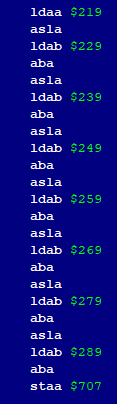 ldaa $219
asla
ldab $229
aba
asla
ldab $239
aba
asla
ldab $249
aba
asla
ldab $259
aba
asla
ldab $269
aba
asla
ldab $279
aba
asla
ldab $289
aba
staa $707